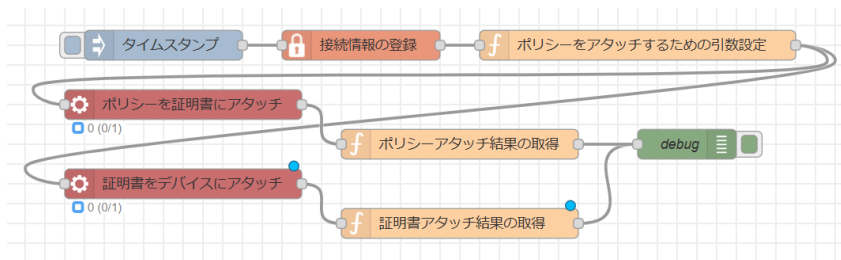 タイムスタンプ
接続情報の登録
ポリシーをアタッチするための引数設定
ポリシーを証明書にアタッチ
0 (0/1)
ポリシーアタッチ結果の取得
debug
証明書をデバイスにアタッチ
0 (0/1)
証明書アタッチ結果の取得